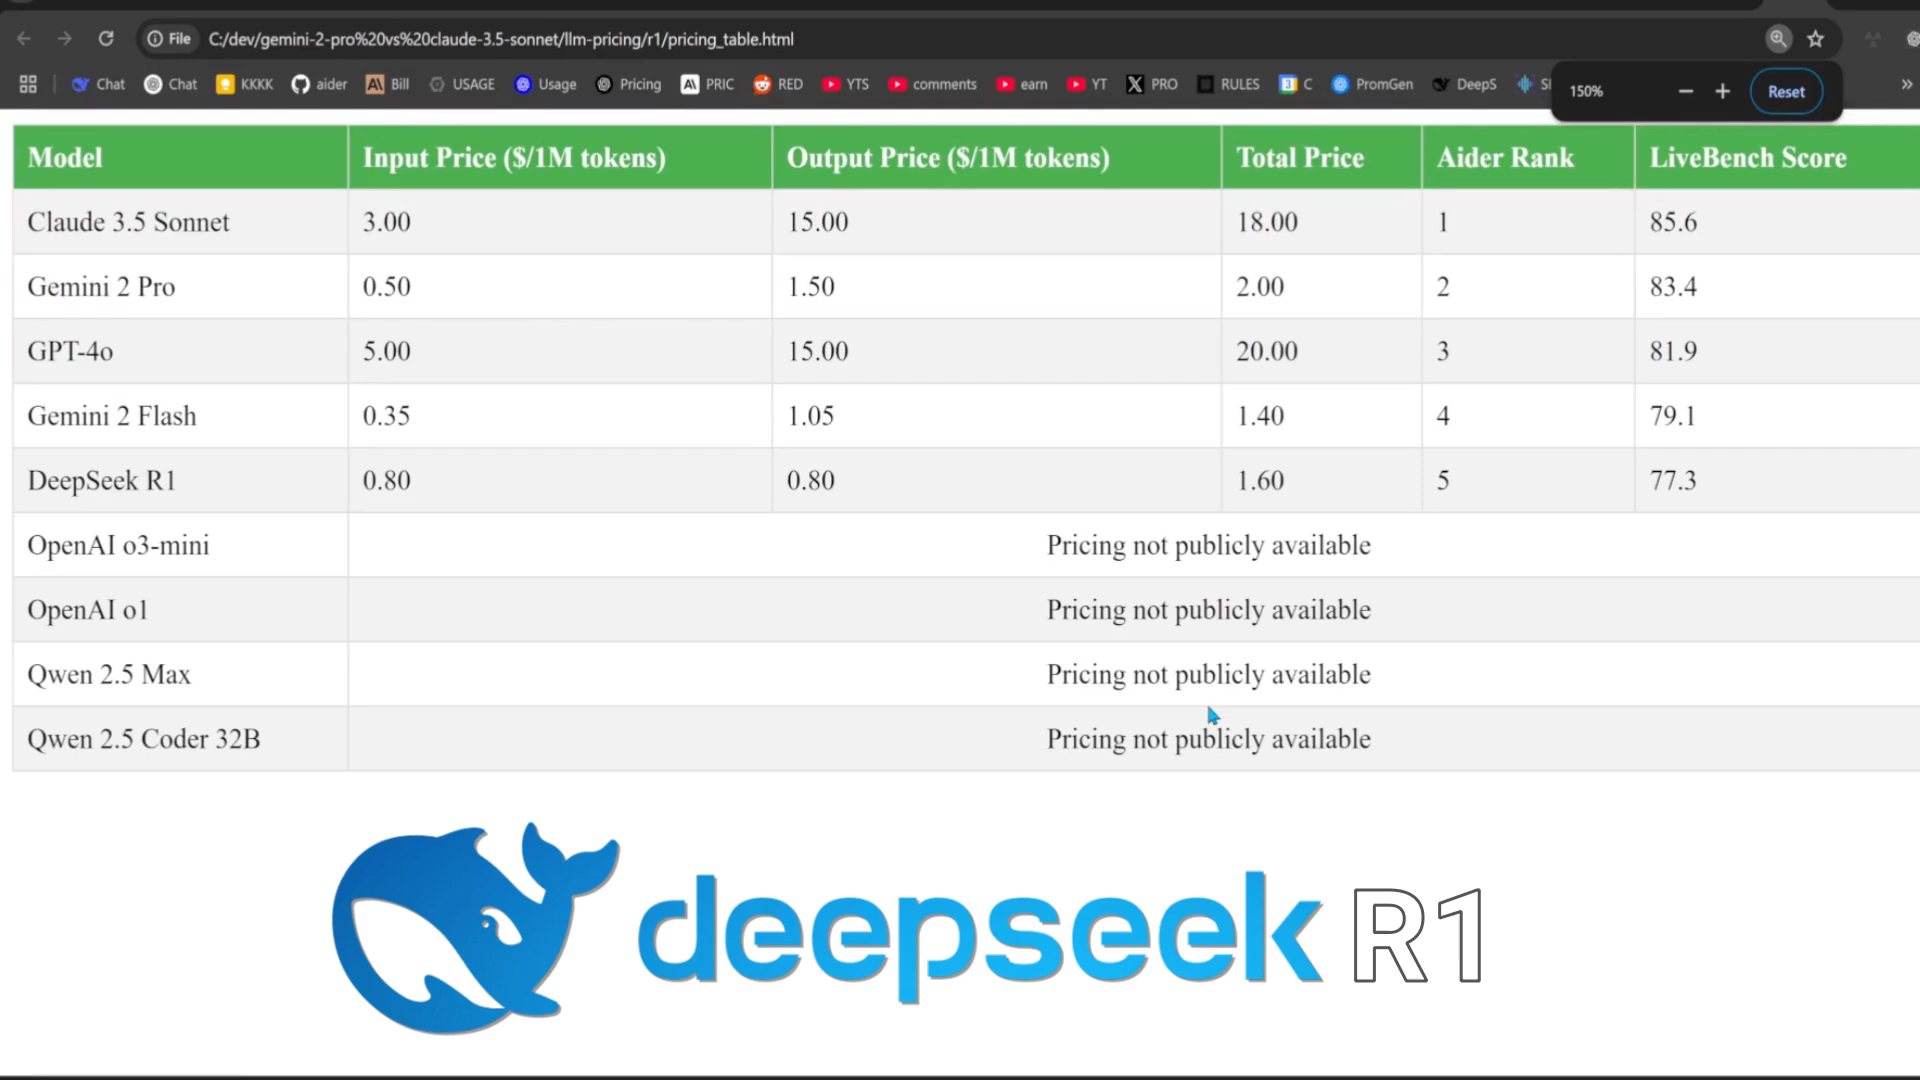 File C:/dev/gemini-2-pro%20vs%20claude-3.5-sonnet/llm-pricing/r1/pricing_table.html
Chat Chat KKKK aider Bill USAGE Usage Pricing PRIC RED YTS comments earn YT PRO RULES C PromGen DeepS
150% Reset
Model Input Price ($/1M tokens) Output Price ($/1M tokens) Total Price Aider Rank LiveBench Score
Claude 3.5 Sonnet 3.00 15.00 18.00 1 85.6
Gemini 2 Pro 0.50 1.50 2.00 2 83.4
GPT-4o 5.00 15.00 20.00 3 81.9
Gemini 2 Flash 0.35 1.05 1.40 4 79.1
DeepSeek R1 0.80 0.80 1.60 5 77.3
OpenAI o3-mini Pricing not publicly available
OpenAI o1 Pricing not publicly available
Qwen 2.5 Max Pricing not publicly available
Qwen 2.5 Coder 32B Pricing not publicly available
deepseek R1